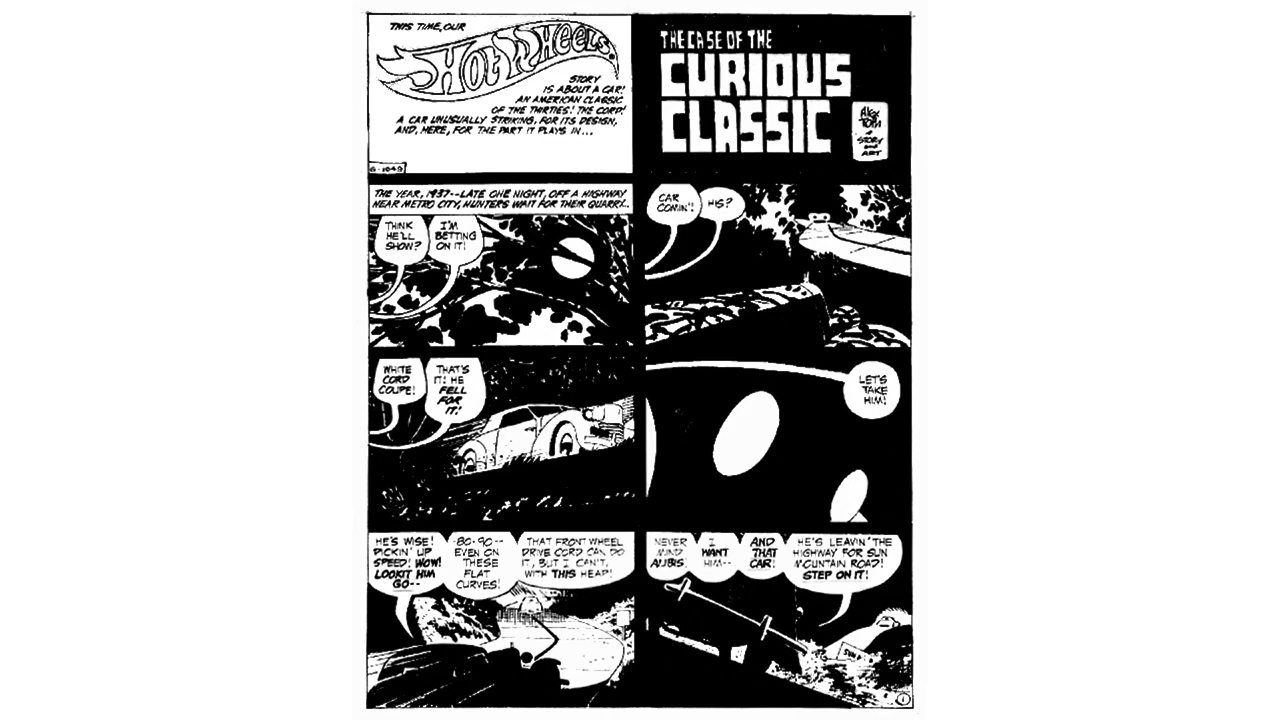 THIS TIME, OUR
HOT WHEELS.
STORY
IS ABOUT A CAR!
AN AMERICAN CLASSIC
OF THE THIRTIES! THE CORD!
A CAR UNUSUALLY STRIKING, FOR ITS DESIGN,
AND, HERE, FOR THE PART IT PLAYS IN...
G-1049
THE CASE OF THE
CURIOUS
CLASSIC
ALEX
TOTH
STORY
and
ART
THE YEAR, 1937--LATE ONE NIGHT, OFF A HIGHWAY
NEAR METRO CITY, HUNTERS WAIT FOR THEIR QUARRY..
THINK
HE'LL
SHOW?
I'M
BETTING
ON IT!
CAR
COMIN'!
HIS?
WHITE
CORD
COUPE!
THAT'S
IT! HE
FELL
FOR
IT!
LET'S
TAKE
HIM!
HE'S WISE!
PICKIN' UP
SPEED! WOW!
LOOKIT HIM
GO--
-80-90--
EVEN ON
THESE
FLAT
CURVES!
THAT FRONT WHEEL
DRIVE CORD CAN DO
IT, BUT I CAN'T,
WITH THIS HEAP!
NEVER
MIND
ALIBIS!
I
WANT
HIM--
AND
THAT
CAR!
HE'S LEAVIN' THE
HIGHWAY FOR SUN
MOUNTAIN ROAD!
STEP ON IT!
1